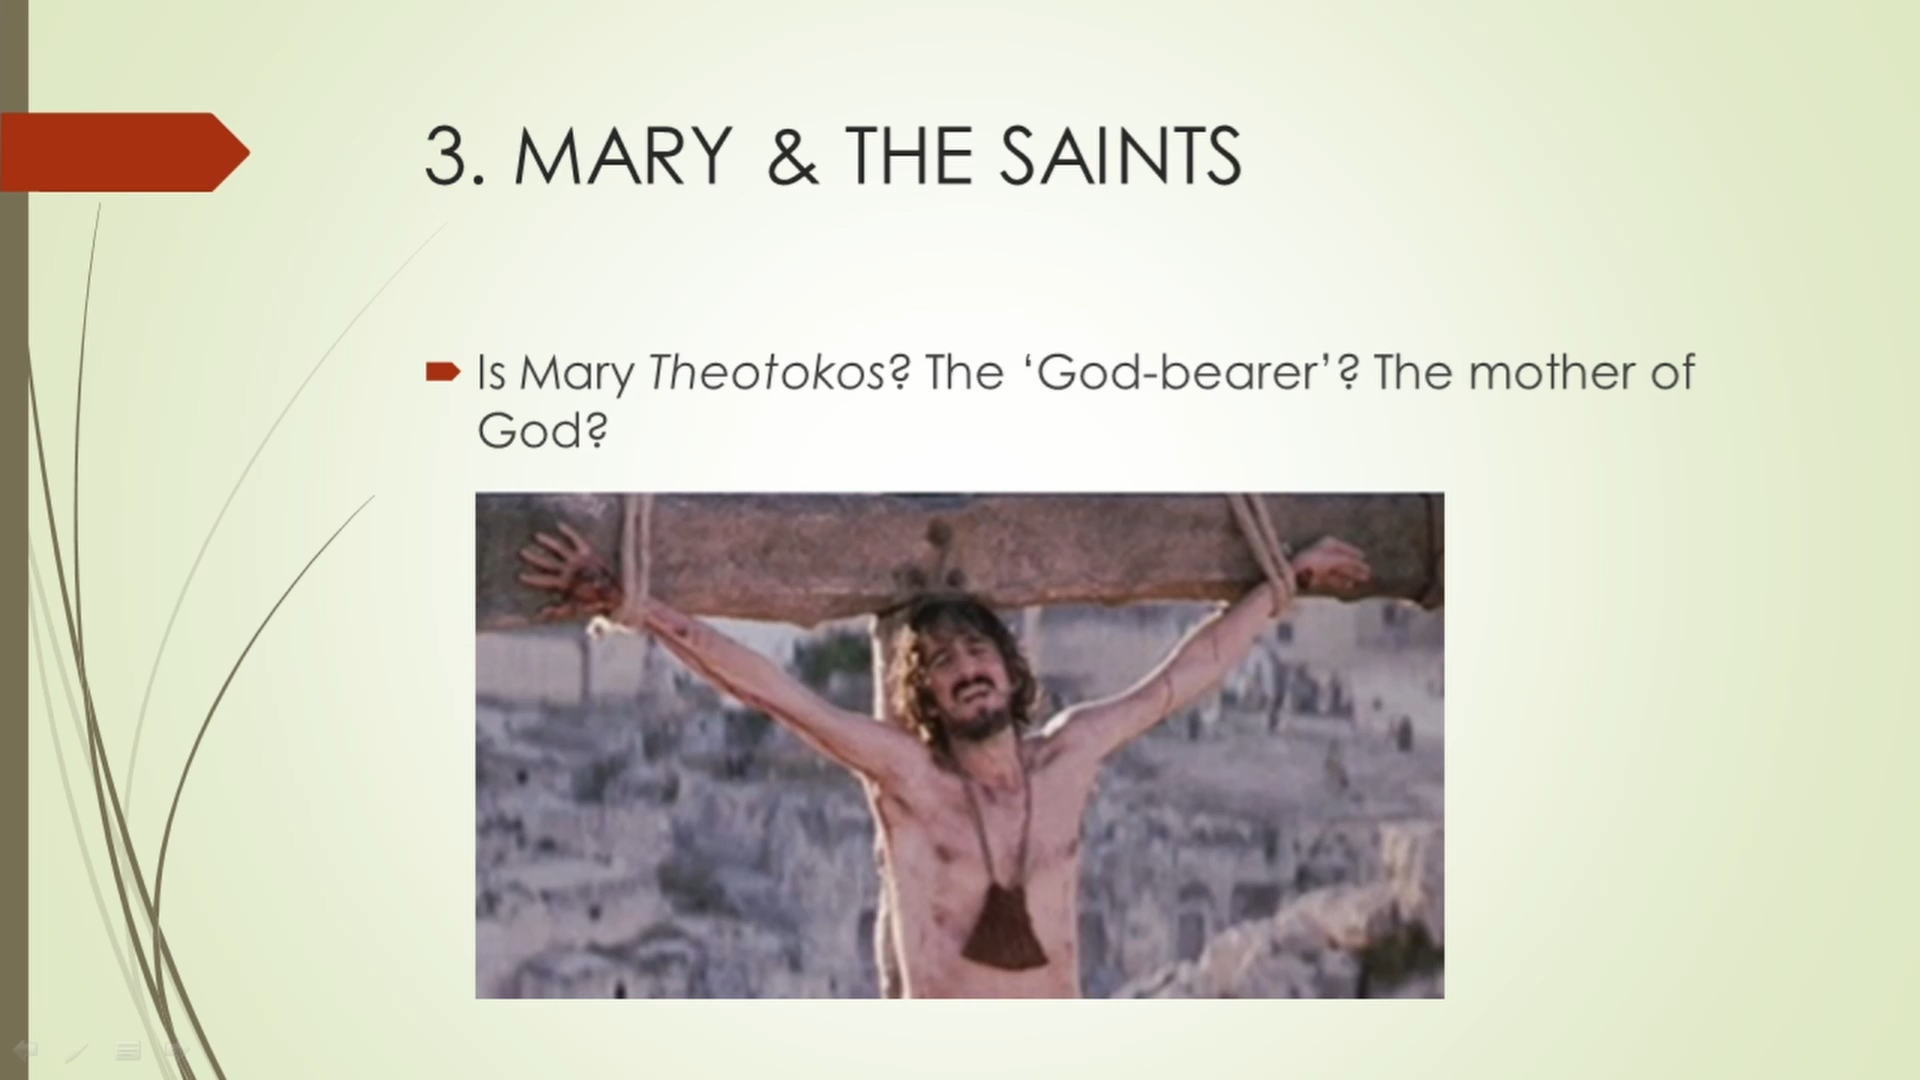 3. MARY & THE SAINTS
Is Mary Theotokos? The ‘God-bearer’? The mother of
God?